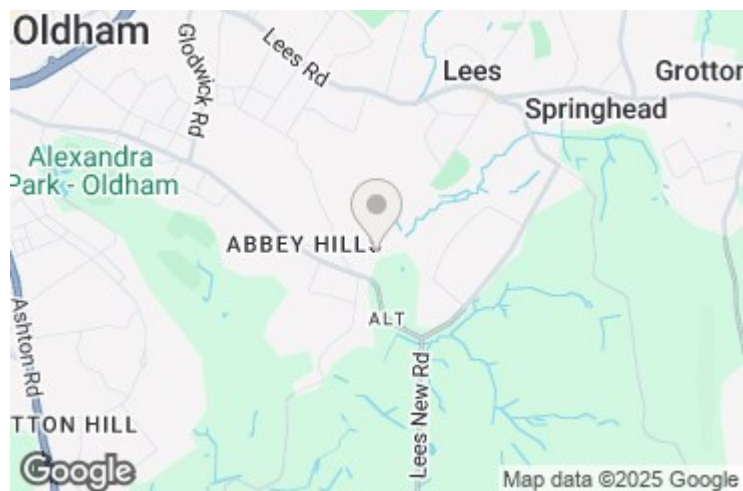 Oldham
Glodwick Rd
Lees Rd
Lees
Grotton
Springhead
Alexandra
Park - Oldham
ABBEY HILLS
ALT
Ashton Rd
Lees New Rd
TTON HILL
Google
Map data ©2025 Google